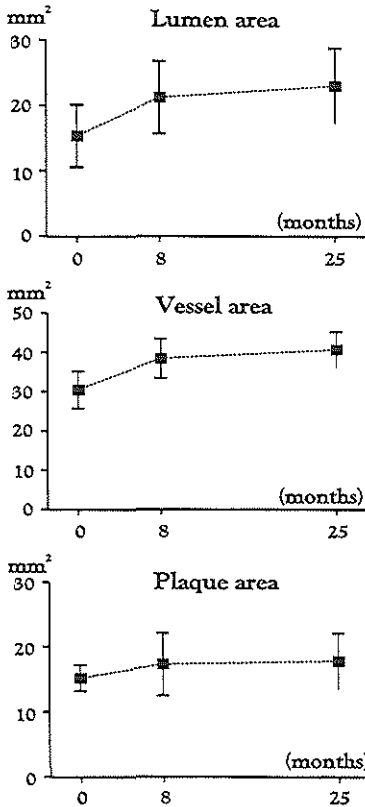 mm²
Lumen area
30
20
10
0
(months)
0 8 25
mm²
Vessel area
50
40
30
20
10
0
(months)
0 8 25
mm²
Plaque area
30
20
10
0
(months)
0 8 25